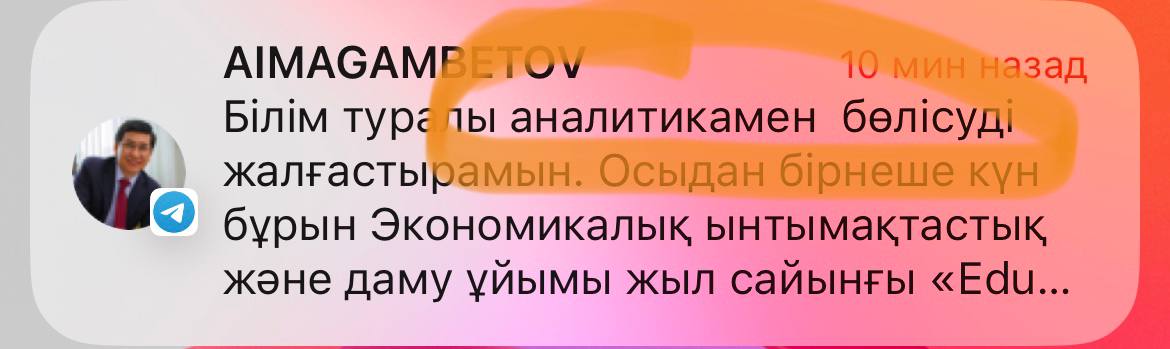 AIMAGAMBETOV
10 мин назад
Білім туралы аналитикамен бөлісуді
жалғастырамын. Осыдан бірнеше күн
бұрын Экономикалық ынтымақтастық
және даму ұйымы жыл сайынғы «Edu...